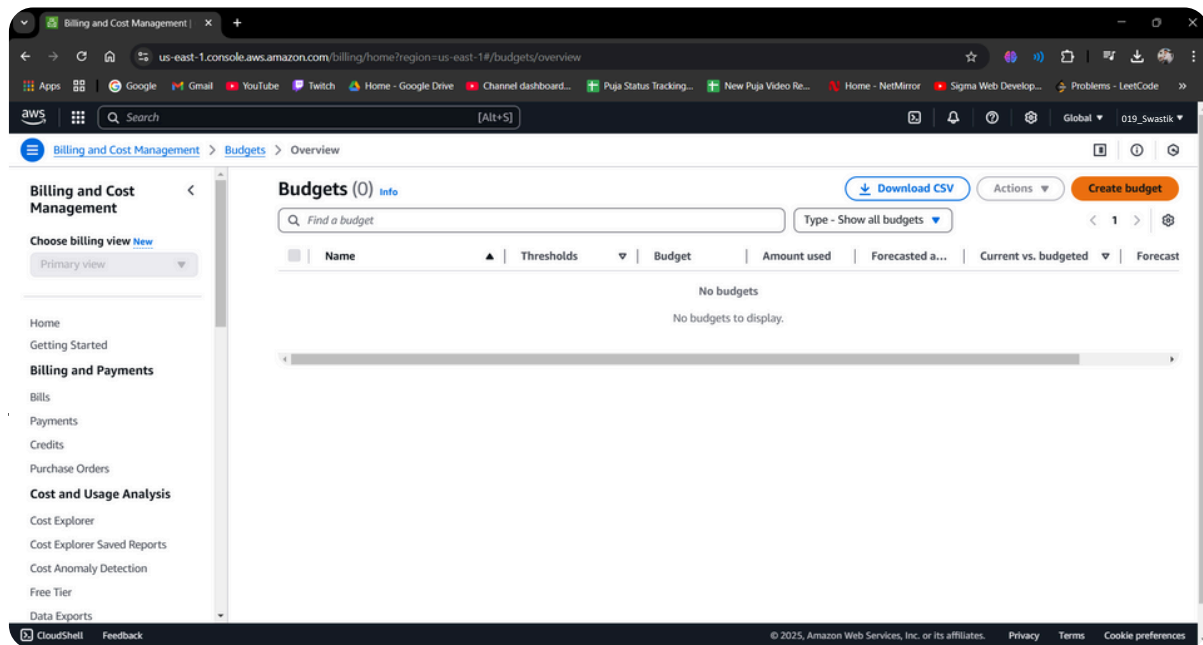 Billing and Cost Management |
us-east-1.console.aws.amazon.com/billing/home?region=us-east-1#/budgets/overview
Apps Google Gmail YouTube Twitch Home - Google Drive Channel dashboard... Puja Status Tracking... New Puja Video Re... Home - NetMirror Sigma Web Develop... Problems - LeetCode »
aws Search [Alt+S] Global 019_Swastik
Billing and Cost Management > Budgets > Overview
Billing and Cost
Management
Choose billing view New
Primary view
Home
Getting Started
Billing and Payments
Bills
Payments
Credits
Purchase Orders
Cost and Usage Analysis
Cost Explorer
Cost Explorer Saved Reports
Cost Anomaly Detection
Free Tier
Data Exports
Budgets (0) Info
Download CSV Actions Create budget
Find a budget Type - Show all budgets < 1 >
Name Thresholds Budget Amount used Forecasted a... Current vs. budgeted Forecast
No budgets
No budgets to display.
CloudShell Feedback © 2025, Amazon Web Services, Inc. or its affiliates. Privacy Terms Cookie preferences